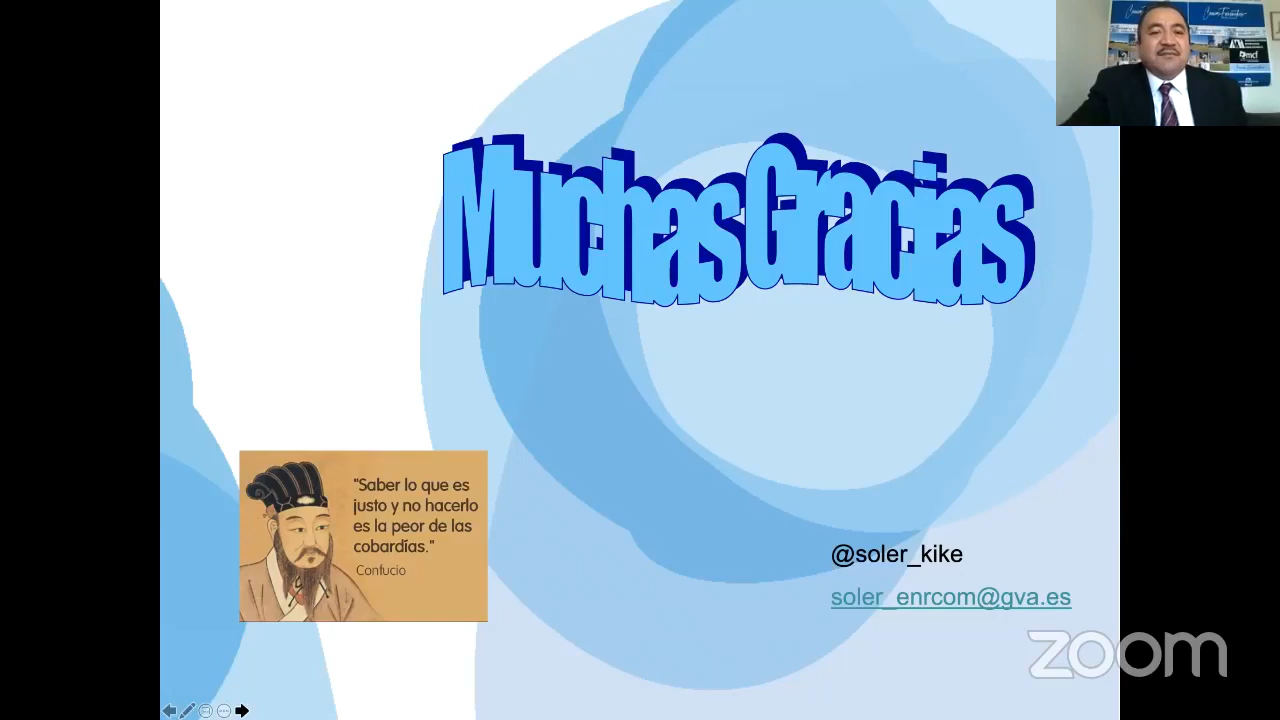 Muchas Gracias
"Saber lo que es
justo y no hacerlo
es la peor de las
cobardías."
Confucio
@soler_kike
soler_enrcom@gva.es
zoom